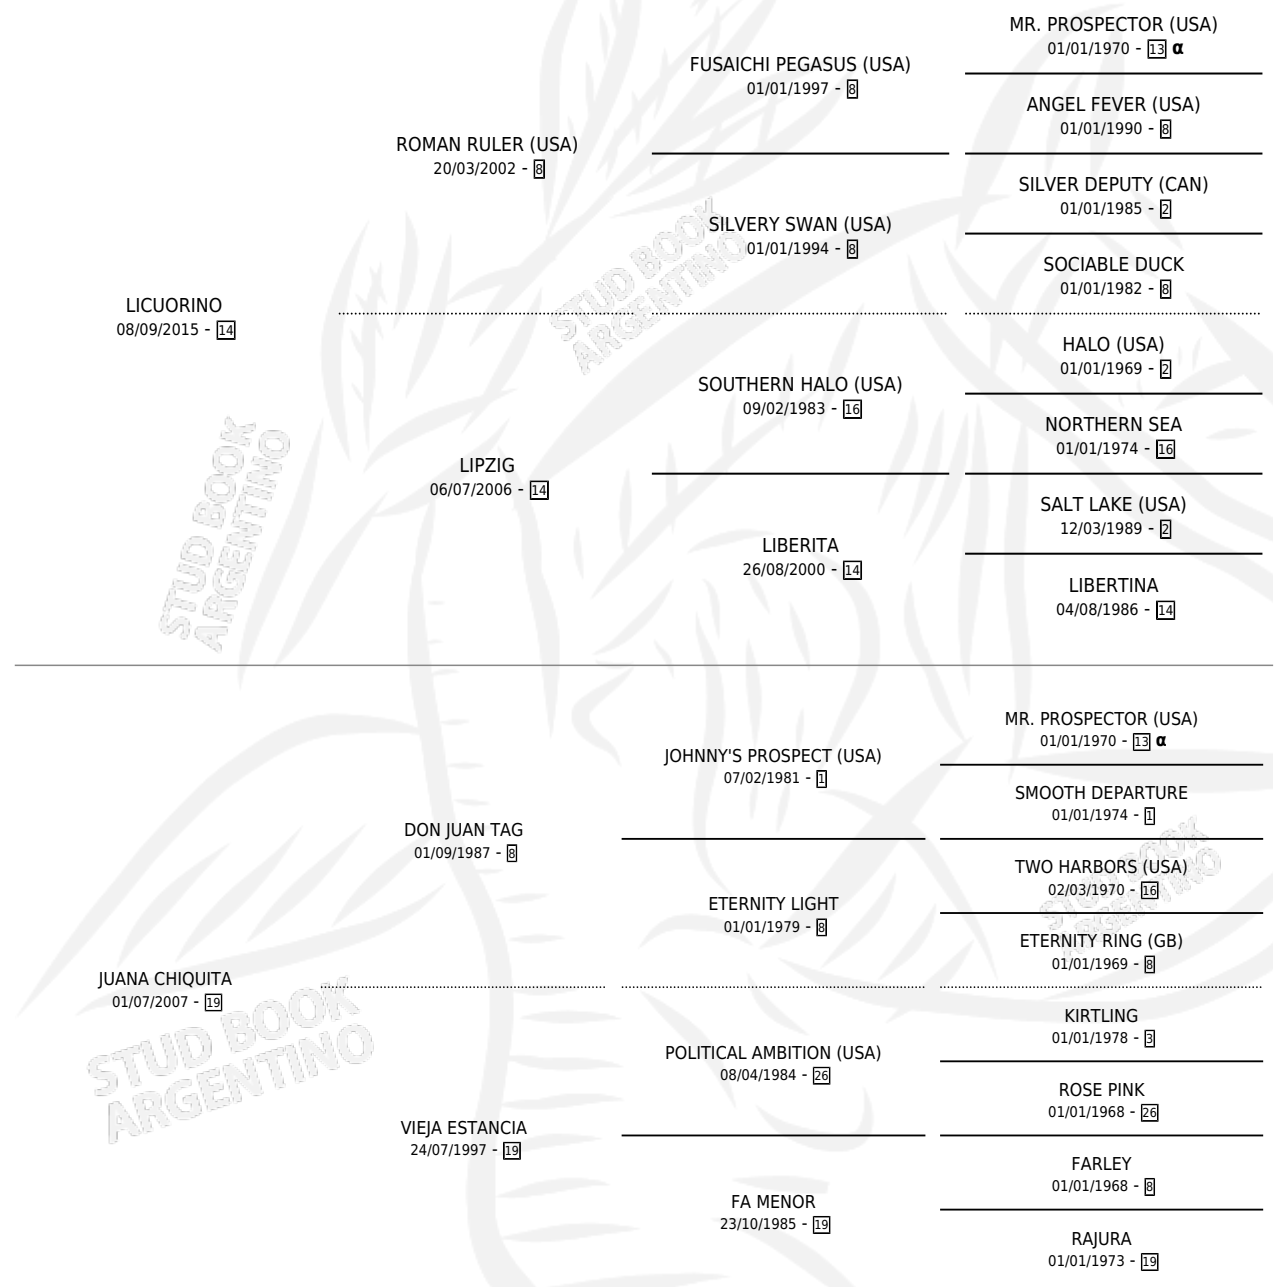 MR. PROSPECTOR (USA)
01/01/1970 - 13 α
FUSAICHI PEGASUS (USA)
01/01/1997 - 8
ANGEL FEVER (USA)
01/01/1990 - 8
ROMAN RULER (USA)
20/03/2002 - 8
SILVER DEPUTY (CAN)
01/01/1985 - 2
SILVERY SWAN (USA)
01/01/1994 - 8
SOCIABLE DUCK
01/01/1982 - 8
STUD BOOK
ARGENTINO
LICUORINO
08/09/2015 - 14
HALO (USA)
01/01/1969 - 2
SOUTHERN HALO (USA)
09/02/1983 - 16
NORTHERN SEA
01/01/1974 - 16
LIPZIG
06/07/2006 - 14
SALT LAKE (USA)
12/03/1989 - 2
LIBERITA
26/08/2000 - 14
LIBERTINA
04/08/1986 - 14
STUD BOOK
ARGENTINO
MR. PROSPECTOR (USA)
01/01/1970 - 13 α
JOHNNY'S PROSPECT (USA)
07/02/1981 - 1
SMOOTH DEPARTURE
01/01/1974 - 1
DON JUAN TAG
01/09/1987 - 8
TWO HARBORS (USA)
02/03/1970 - 16
ETERNITY LIGHT
01/01/1979 - 8
ETERNITY RING (GB)
01/01/1969 - 8
STUD BOOK
ARGENTINO
JUANA CHIQUITA
01/07/2007 - 19
KIRTLING
01/01/1978 - 3
POLITICAL AMBITION (USA)
08/04/1984 - 26
ROSE PINK
01/01/1968 - 26
STUD BOOK
ARGENTINO
VIEJA ESTANCIA
24/07/1997 - 19
FARLEY
01/01/1968 - 8
FA MENOR
23/10/1985 - 19
RAJURA
01/01/1973 - 19